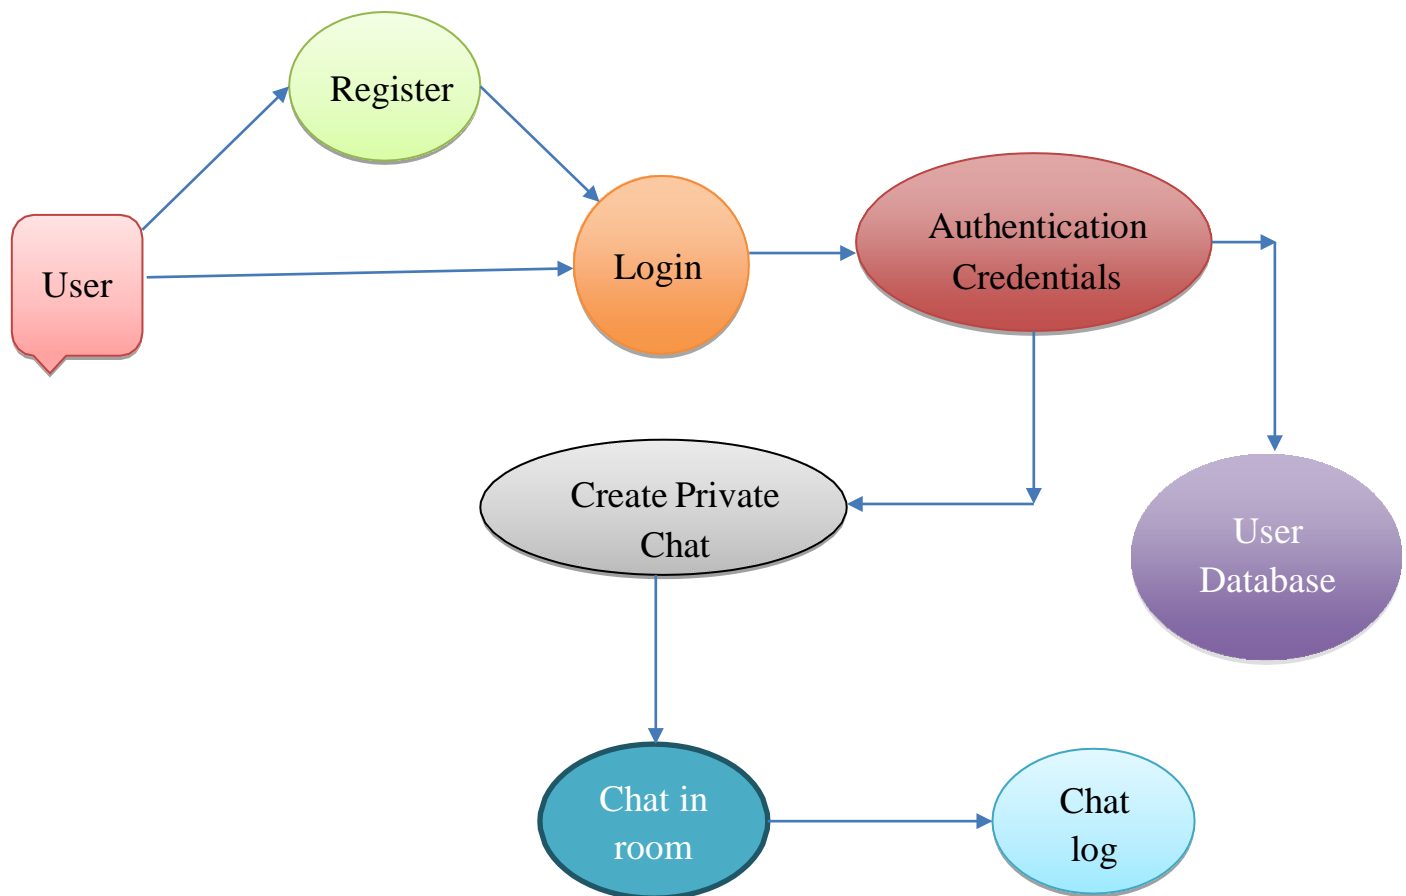 Register
User
Login
Authentication
Credentials
Create Private
Chat
User
Database
Chat in
room
Chat
log